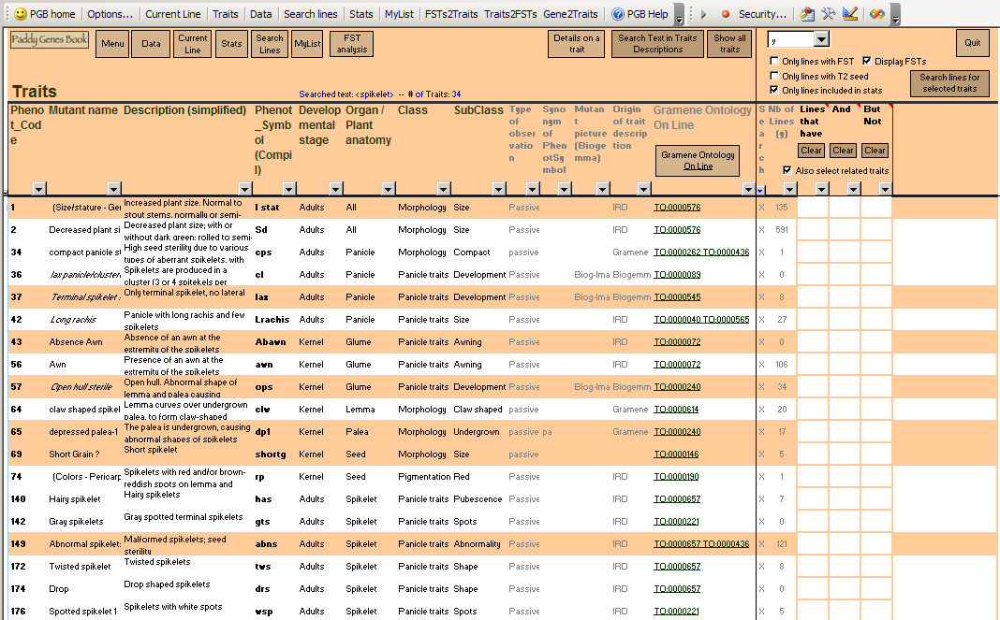 PGB home Options... Current Line Traits Data Search lines Stats MyList FSTs2Traits Traits2FSTs Gene2Traits PGB Help Security...
Paddy Genes Book Menu Data Current Line Stats Search Lines MyList FST analysis Details on a trait Search Text in Traits Descriptions Show all traits y Quit
Only lines with FST Display FSTs
Only lines with T2 seed
Only lines included in stats
Search lines for selected traits
Traits
Searched text: <spikelet> -- # of Traits: 34
Phenot_Code Mutant name Description (simplified) Phenot_Symbol (Compil) Developmental stage Organ / Plant anatomy Class SubClass Type of observation Synonym of PhenotSymbol Mutant picture (Biogemma) Origin of trait description Gramene Ontology On Line Search Nb of Lines (y) Lines that have And But Not
Gramene Ontology On Line
Clear Clear Clear
Also select related traits
1 (Size/stature - Gen Increased plant size. Normal to stout stems, normally or semi- l stat Adults All Morphology Size Passive IRD TO:0000576 X 135
2 Decreased plant si Decreased plant size; with or without dark green; rolled to semi- Sd Adults All Morphology Size Passive IRD TO:0000576 X 591
34 compact panicle st High seed sterility due to various types of aberrant spikelets, with cps Adults Panicle Morphology Compact passive Gramene TO:0000262 TO:0000436 X 1
36 lax panicle/cluster Spikelets are produced in a cluster (3 or 4 spitekels per cl Adults Panicle Panicle traits Development Passive Biog-Ima Biogemm TO:0000089 X 0
37 Terminal spikelet Only terminal spikelet, no lateral lax Adults Panicle Panicle traits Development Passive Biog-Ima Biogemm TO:0000545 X 8
42 Long rachis Panicle with long rachis and few spikelets Lrachis Adults Panicle Panicle traits Development Passive IRD TO:0000040 TO:0000565 X 27
43 Absence Awn Absence of an awn at the extremity of the spikelets Abawn Kernel Glume Panicle traits Awning Passive IRD TO:0000072 X 0
56 Awn Presence of an awn at the extremity of the spikelets awn Kernel Glume Panicle traits Awning Passive IRD TO:0000072 X 106
57 Open hull sterile Open hull. Abnormal shape of lemma and palea causing ops Kernel Glume Panicle traits Development Passive Biog-Ima Biogemm TO:0000240 X 34
64 claw shaped spikel Lemma curves over undergrown palea, to form claw-shaped clw Kernel Lemma Morphology Claw shaped passive Gramene TO:0000614 X 20
65 depressed palea-1 The palea is undergrown, causing abnormal shapes of spikelets dp1 Kernel Palea Morphology Undergrown passive pa Gramene TO:0000240 X 17
69 Short Grain ? Short spikelet shortg Kernel Seed Morphology Size passive IRD TO:0000146 X 5
74 (Colors - Pericarp Spikelets with red and/or brown-reddish spots on lemma and rp Kernel Seed Pigmentation Red Passive IRD TO:0000190 X 1
140 Hairy spikelet Hairy spikelets has Adults Spikelet Panicle traits Pubescence Passive IRD TO:0000657 X 7
142 Gray spikelets Gray spotted terminal spikelets gts Adults Spikelet Panicle traits Spots Passive IRD TO:0000221 X 0
149 Abnormal spikelet: Malformed spikelets; seed sterility abns Adults Spikelet Panicle traits Abnormality Passive IRD TO:0000657 TO:0000436 X 121
172 Twisted spikelet Twisted spikelets tws Adults Spikelet Panicle traits Shape Passive IRD TO:0000657 X 8
174 Drop Drop shaped spikelets drs Adults Spikelet Panicle traits Shape Passive IRD TO:0000657 X 0
176 Spotted spikelet 1 Spikelets with white spots wsp Adults Spikelet Panicle traits Spots Passive IRD TO:0000221 X 5